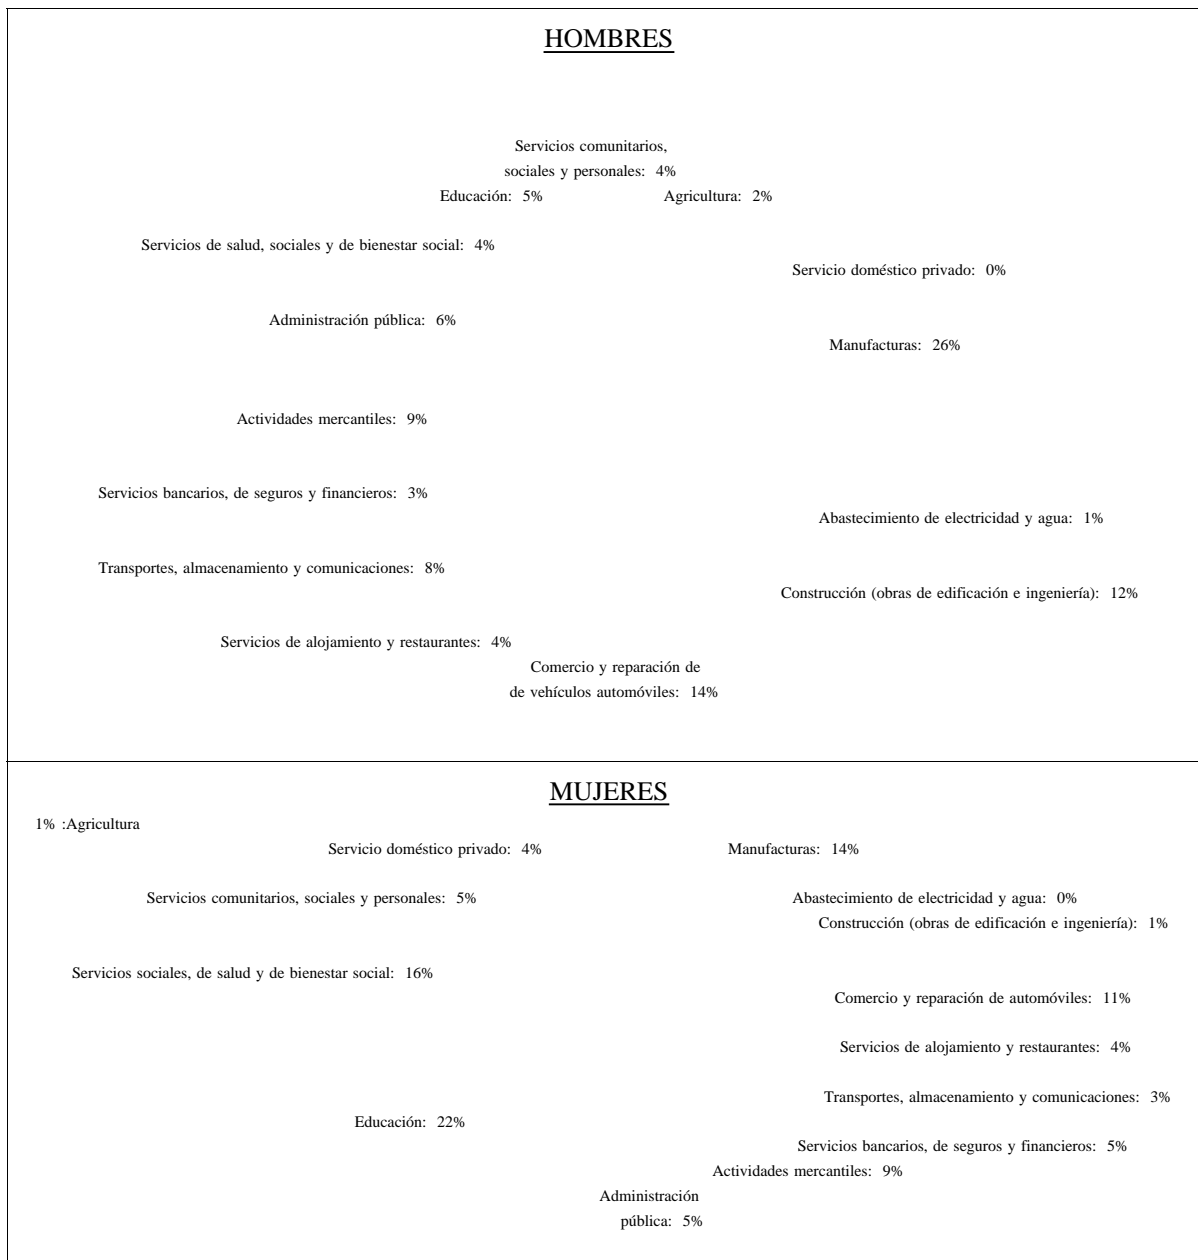 HOMBRES
Servicios comunitarios,
sociales y personales: 4%
Educación: 5%
Agricultura: 2%
Servicios de salud, sociales y de bienestar social: 4%
Servicio doméstico privado: 0%
Administración pública: 6%
Manufacturas: 26%
Actividades mercantiles: 9%
Servicios bancarios, de seguros y financieros: 3%
Abastecimiento de electricidad y agua: 1%
Transportes, almacenamiento y comunicaciones: 8%
Construcción (obras de edificación e ingeniería): 12%
Servicios de alojamiento y restaurantes: 4%
Comercio y reparación de
de vehículos automóviles: 14%
MUJERES
1% :Agricultura
Servicio doméstico privado: 4%
Manufacturas: 14%
Servicios comunitarios, sociales y personales: 5%
Abastecimiento de electricidad y agua: 0%
Construcción (obras de edificación e ingeniería): 1%
Servicios sociales, de salud y de bienestar social: 16%
Comercio y reparación de automóviles: 11%
Servicios de alojamiento y restaurantes: 4%
Transportes, almacenamiento y comunicaciones: 3%
Educación: 22%
Servicios bancarios, de seguros y financieros: 5%
Actividades mercantiles: 9%
Administración
pública: 5%